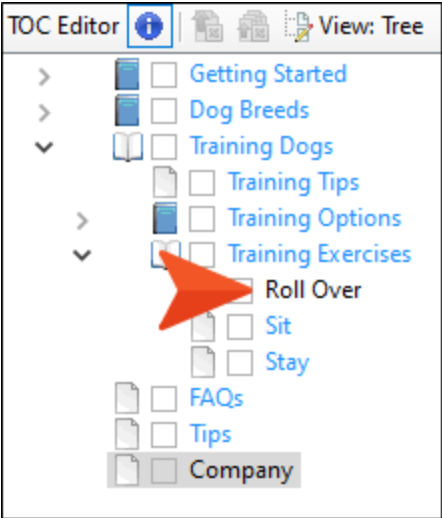 TOC Editor View: Tree
Getting Started
Dog Breeds
Training Dogs
Training Tips
Training Options
Training Exercises
Roll Over
Sit
Stay
FAQs
Tips
Company